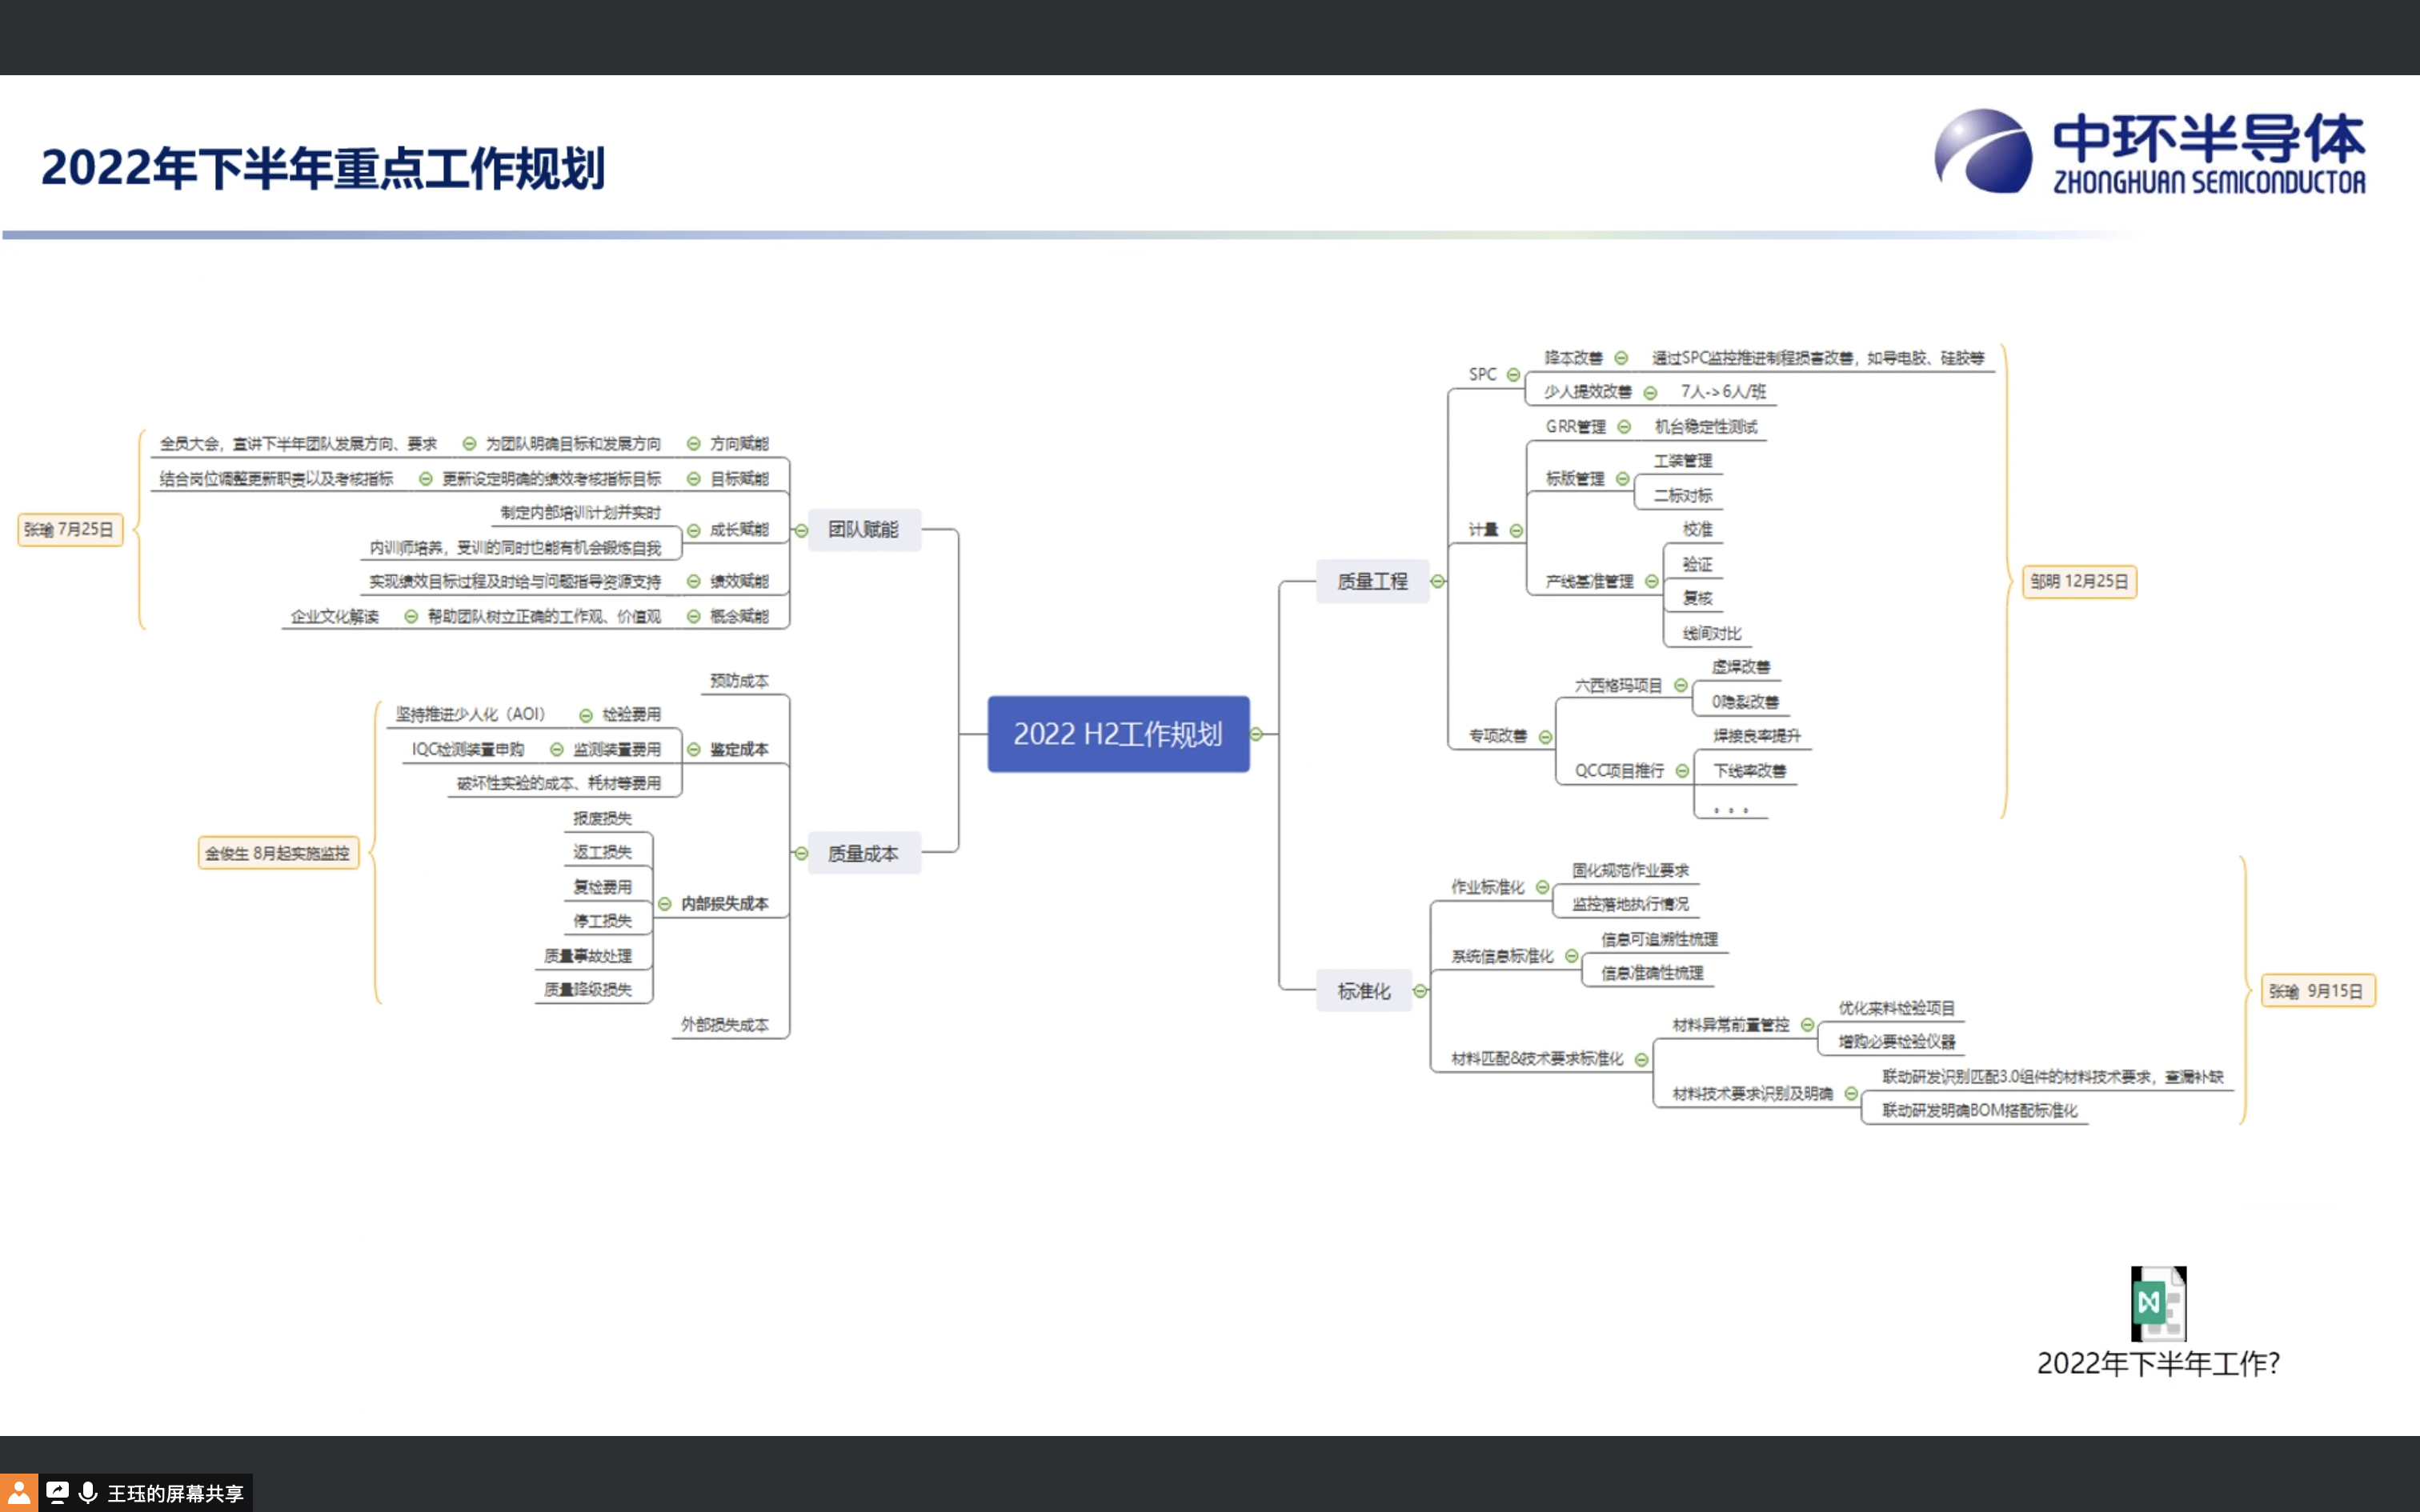 2022年下半年重点工作规划
中环半导体
ZHONGHUAN SEMICONDUCTOR
2022 H2工作规划
团队赋能
方向赋能
为团队明确目标和发展方向
全员大会，宣讲下半年团队发展方向、要求
目标赋能
更新设定明确的绩效考核指标目标
结合岗位调整更新职责以及考核指标
成长赋能
制定内部培训计划并实时
内训师培养，受训的同时也能有机会锻炼自我
绩效赋能
实现绩效目标过程及时给与问题指导资源支持
概念赋能
帮助团队树立正确的工作观、价值观
企业文化解读
张瑜 7月25日
质量成本
预防成本
鉴定成本
检验费用
坚持推进少人化（AOI）
监测装置费用
IQC检测装置申购
破坏性实验的成本、耗材等费用
内部损失成本
报废损失
返工损失
复检费用
停工损失
质量事故处理
质量降级损失
外部损失成本
金俊生 8月起实施监控
质量工程
SPC
降本改善
通过SPC监控推进制程损害改善，如导电胶、硅胶等
少人提效改善
7人->6人/班
计量
GRR管理
机台稳定性测试
标版管理
工装管理
二标对标
产线基准管理
校准
验证
复核
线间对比
专项改善
六西格玛项目
虚焊改善
0隐裂改善
QCC项目推行
焊接良率提升
下线率改善
。。。
邹明 12月25日
标准化
作业标准化
固化规范作业要求
监控落地执行情况
系统信息标准化
信息可追溯性梳理
信息准确性梳理
材料匹配&技术要求标准化
材料异常前置管控
优化来料检验项目
增购必要检验仪器
材料技术要求识别及明确
联动研发识别匹配3.0组件的材料技术要求，查漏补缺
联动研发明确BOM搭配标准化
张瑜 9月15日
2022年下半年工作?
王珏的屏幕共享